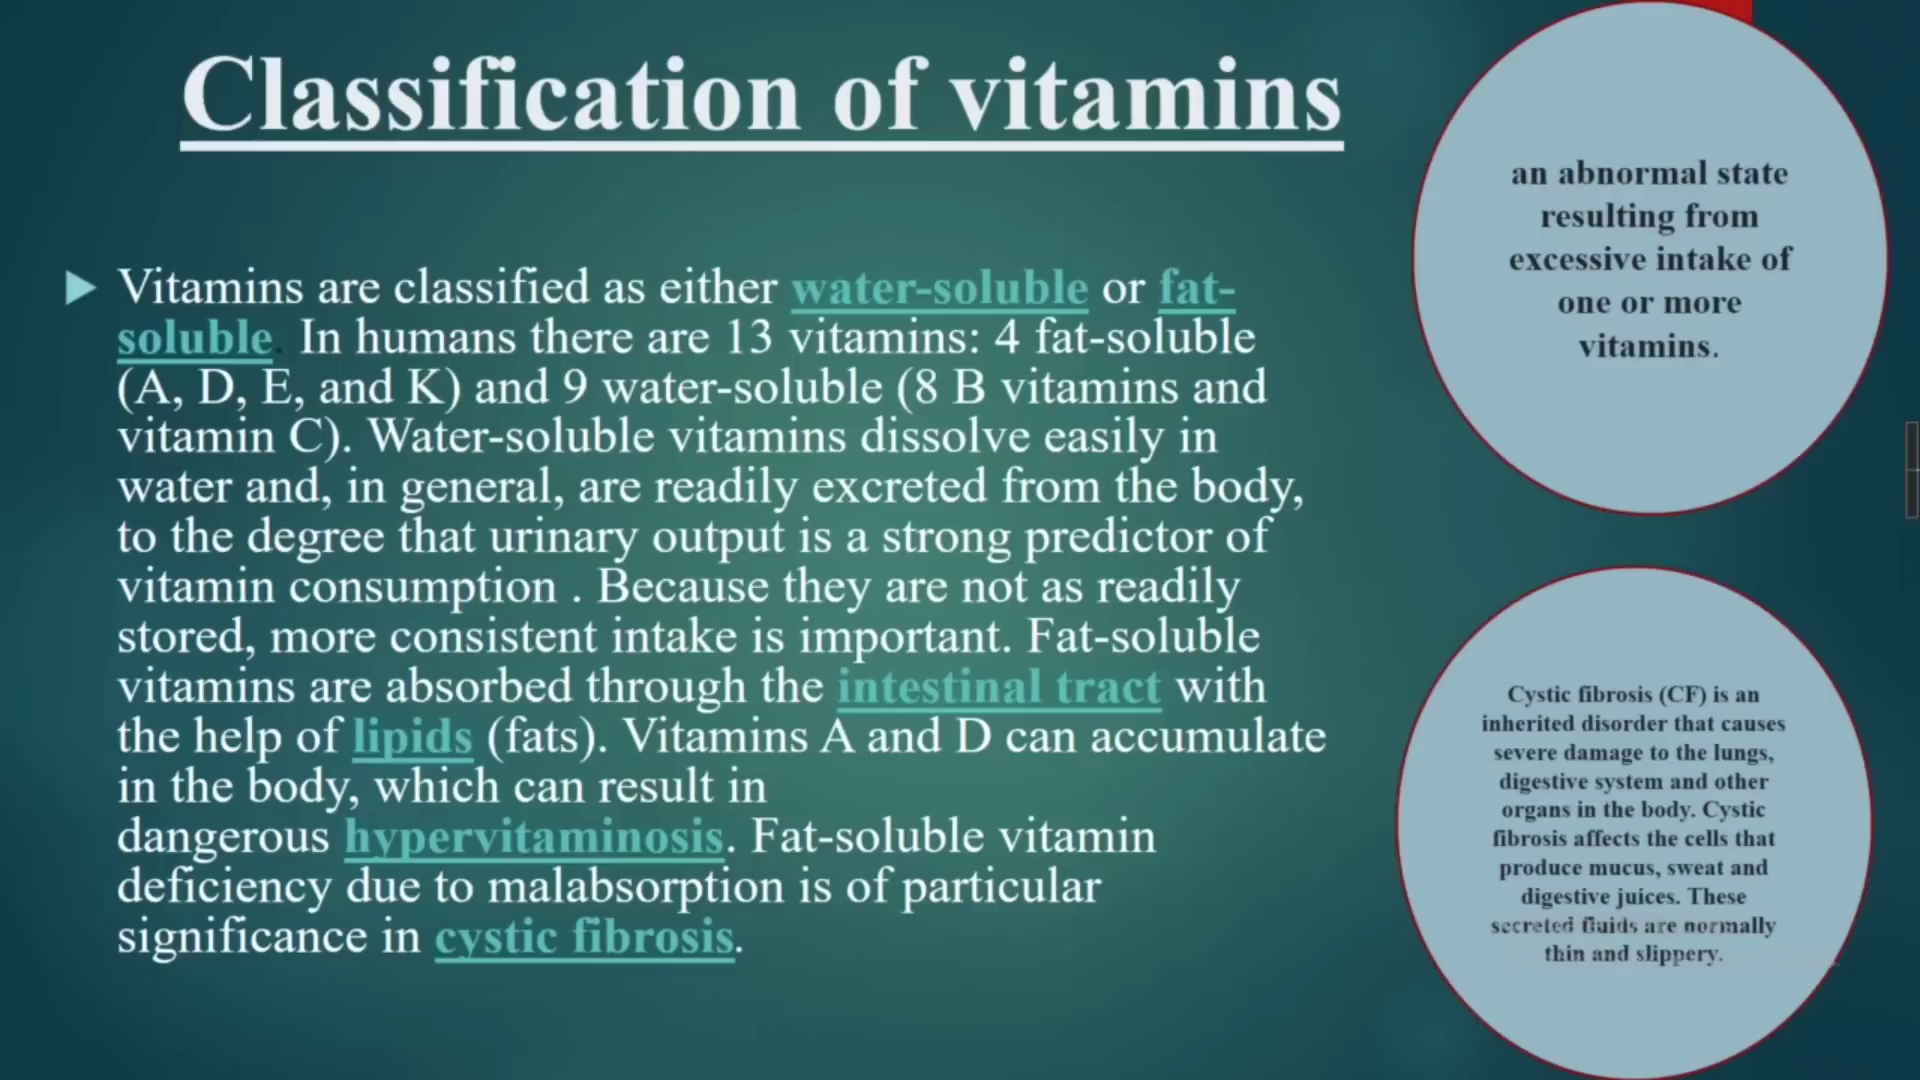 Classification of vitamins
Vitamins are classified as either water-soluble or fat-
soluble. In humans there are 13 vitamins: 4 fat-soluble
(A, D, E, and K) and 9 water-soluble (8 B vitamins and
vitamin C). Water-soluble vitamins dissolve easily in
water and, in general, are readily excreted from the body,
to the degree that urinary output is a strong predictor of
vitamin consumption . Because they are not as readily
stored, more consistent intake is important. Fat-soluble
vitamins are absorbed through the intestinal tract with
the help of lipids (fats). Vitamins A and D can accumulate
in the body, which can result in
dangerous hypervitaminosis. Fat-soluble vitamin
deficiency due to malabsorption is of particular
significance in cystic fibrosis.
an abnormal state
resulting from
excessive intake of
one or more
vitamins.
Cystic fibrosis (CF) is an
inherited disorder that causes
severe damage to the lungs,
digestive system and other
organs in the body. Cystic
fibrosis affects the cells that
produce mucus, sweat and
digestive juices. These
secreted fluids are normally
thin and slippery.